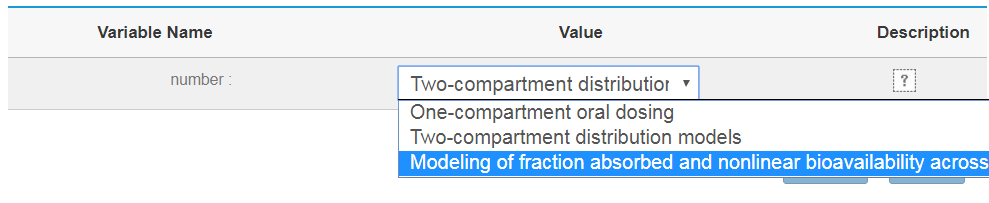 Variable Name Value Description
number : Two-compartment distribution ?
One-compartment oral dosing
Two-compartment distribution models
Modeling of fraction absorbed and nonlinear bioavailability across